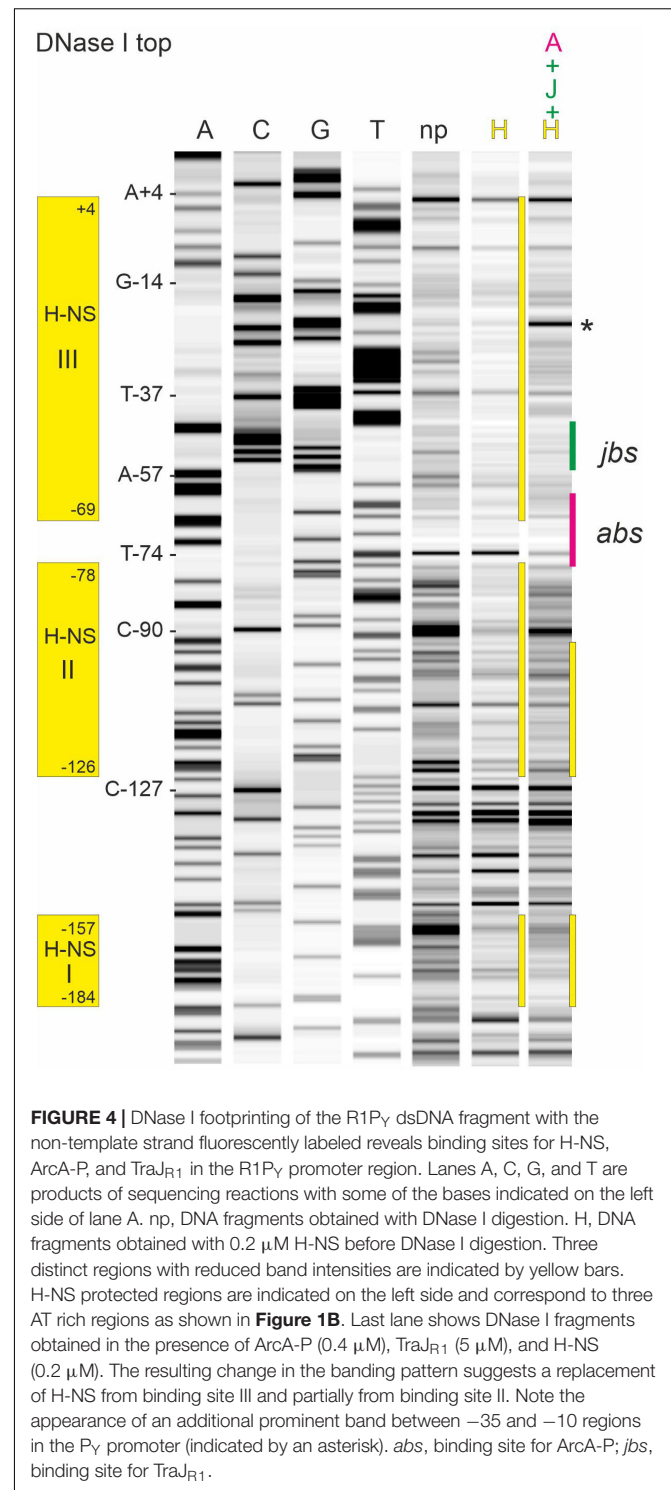 DNase I top
A
+
J
+
H
A C G T np H
A+4
G-14
T-37
A-57
T-74
C-90
C-127
+4
H-NS
III
-69
-78
H-NS
II
-126
-157
H-NS
I
-184
*
jbs
abs
FIGURE 4 | DNase I footprinting of the R1PY dsDNA fragment with the
non-template strand fluorescently labeled reveals binding sites for H-NS,
ArcA-P, and TraJR1 in the R1PY promoter region. Lanes A, C, G, and T are
products of sequencing reactions with some of the bases indicated on the left
side of lane A. np, DNA fragments obtained with DNase I digestion. H, DNA
fragments obtained with 0.2 μM H-NS before DNase I digestion. Three
distinct regions with reduced band intensities are indicated by yellow bars.
H-NS protected regions are indicated on the left side and correspond to three
AT rich regions as shown in Figure 1B. Last lane shows DNase I fragments
obtained in the presence of ArcA-P (0.4 μM), TraJR1 (5 μM), and H-NS
(0.2 μM). The resulting change in the banding pattern suggests a replacement
of H-NS from binding site III and partially from binding site II. Note the
appearance of an additional prominent band between −35 and −10 regions
in the PY promoter (indicated by an asterisk). abs, binding site for ArcA-P; jbs,
binding site for TraJR1.